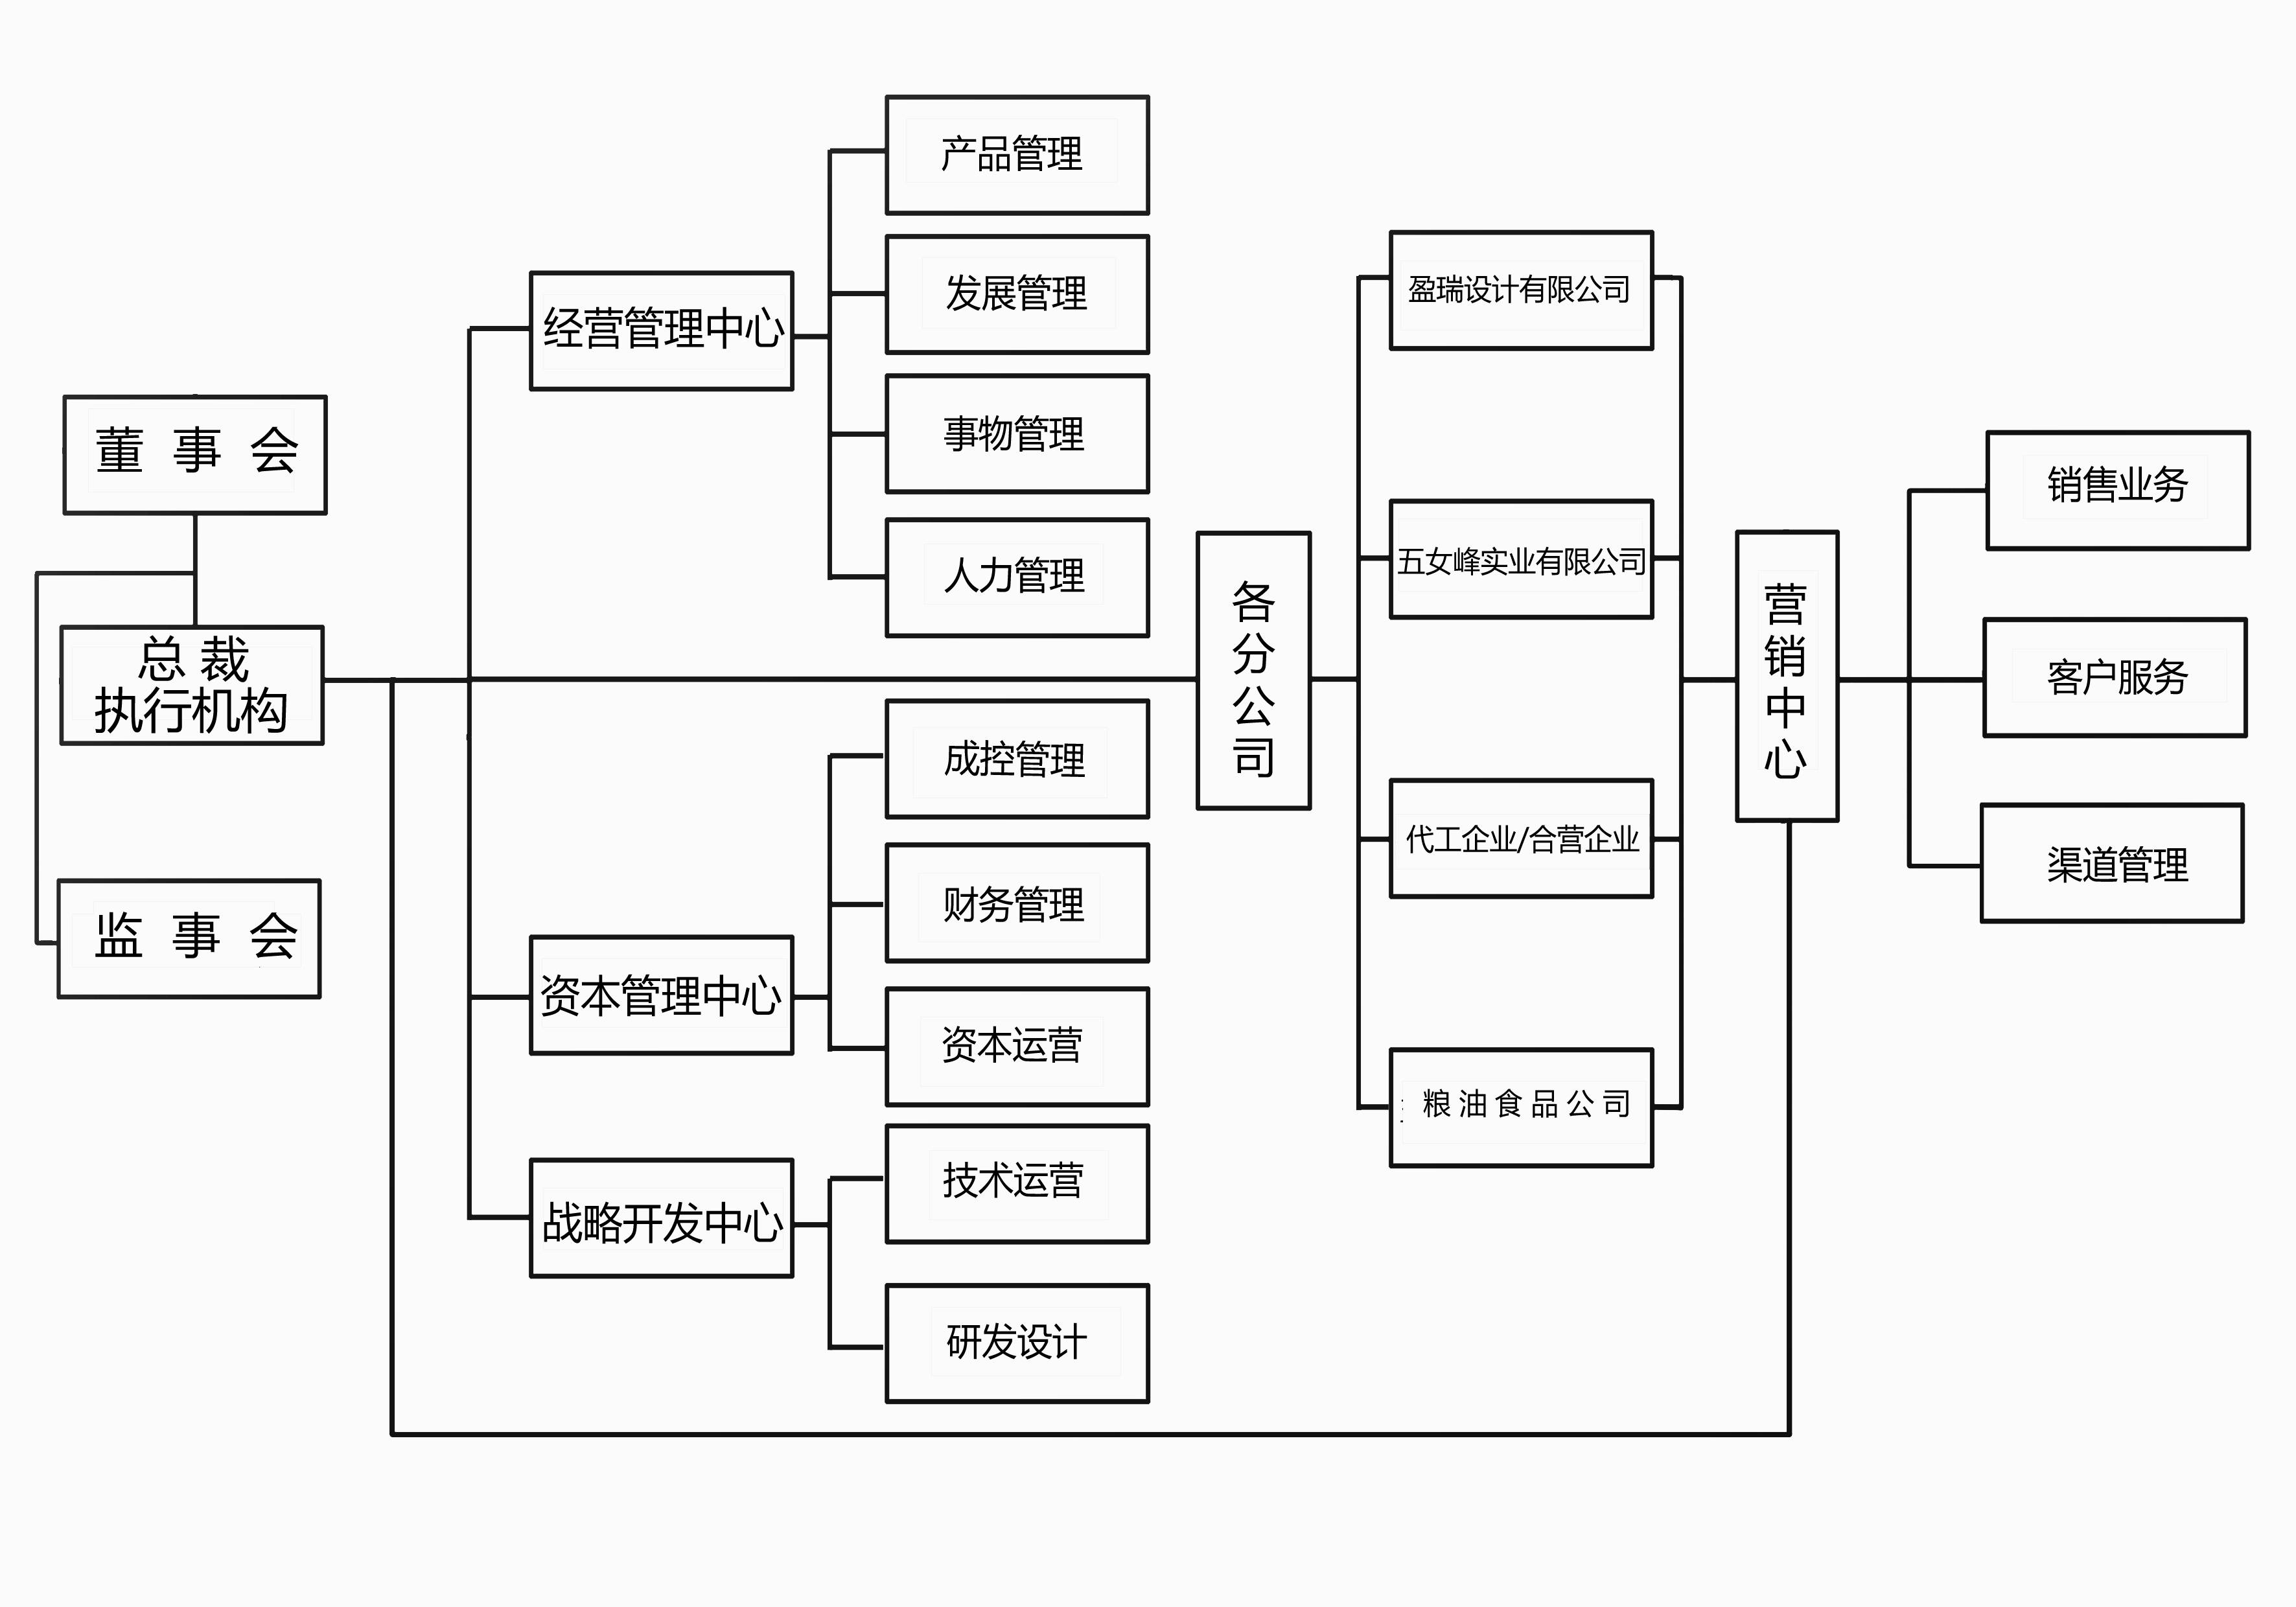 董 事 会
总 裁
执行机构
监 事 会
经营管理中心
资本管理中心
战略开发中心
产品管理
发展管理
事物管理
人力管理
成控管理
财务管理
资本运营
技术运营
研发设计
各
分
公
司
盈瑞设计有限公司
五女峰实业有限公司
代工企业/合营企业
粮 油 食 品 公 司
营
销
中
心
销售业务
客户服务
渠道管理